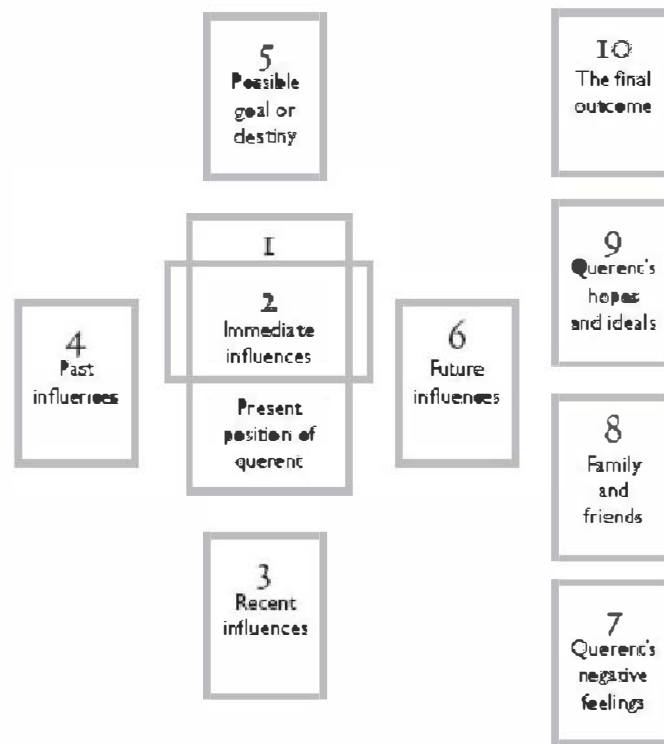 5
Possible
goal or
destiny
10
The final
outcome
1
2
Immediate
influences
Present
position of
querent
4
Past
influences
6
Future
influences
9
Querent's
hopes
and ideals
8
Family
and
friends
3
Recent
influences
7
Querent's
negative
feelings